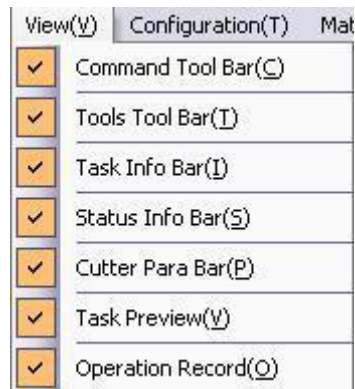 View(V) Configuration(T) Mat
Command Tool Bar(C)
Tools Tool Bar(T)
Task Info Bar(I)
Status Info Bar(S)
Cutter Para Bar(P)
Task Preview(V)
Operation Record(O)